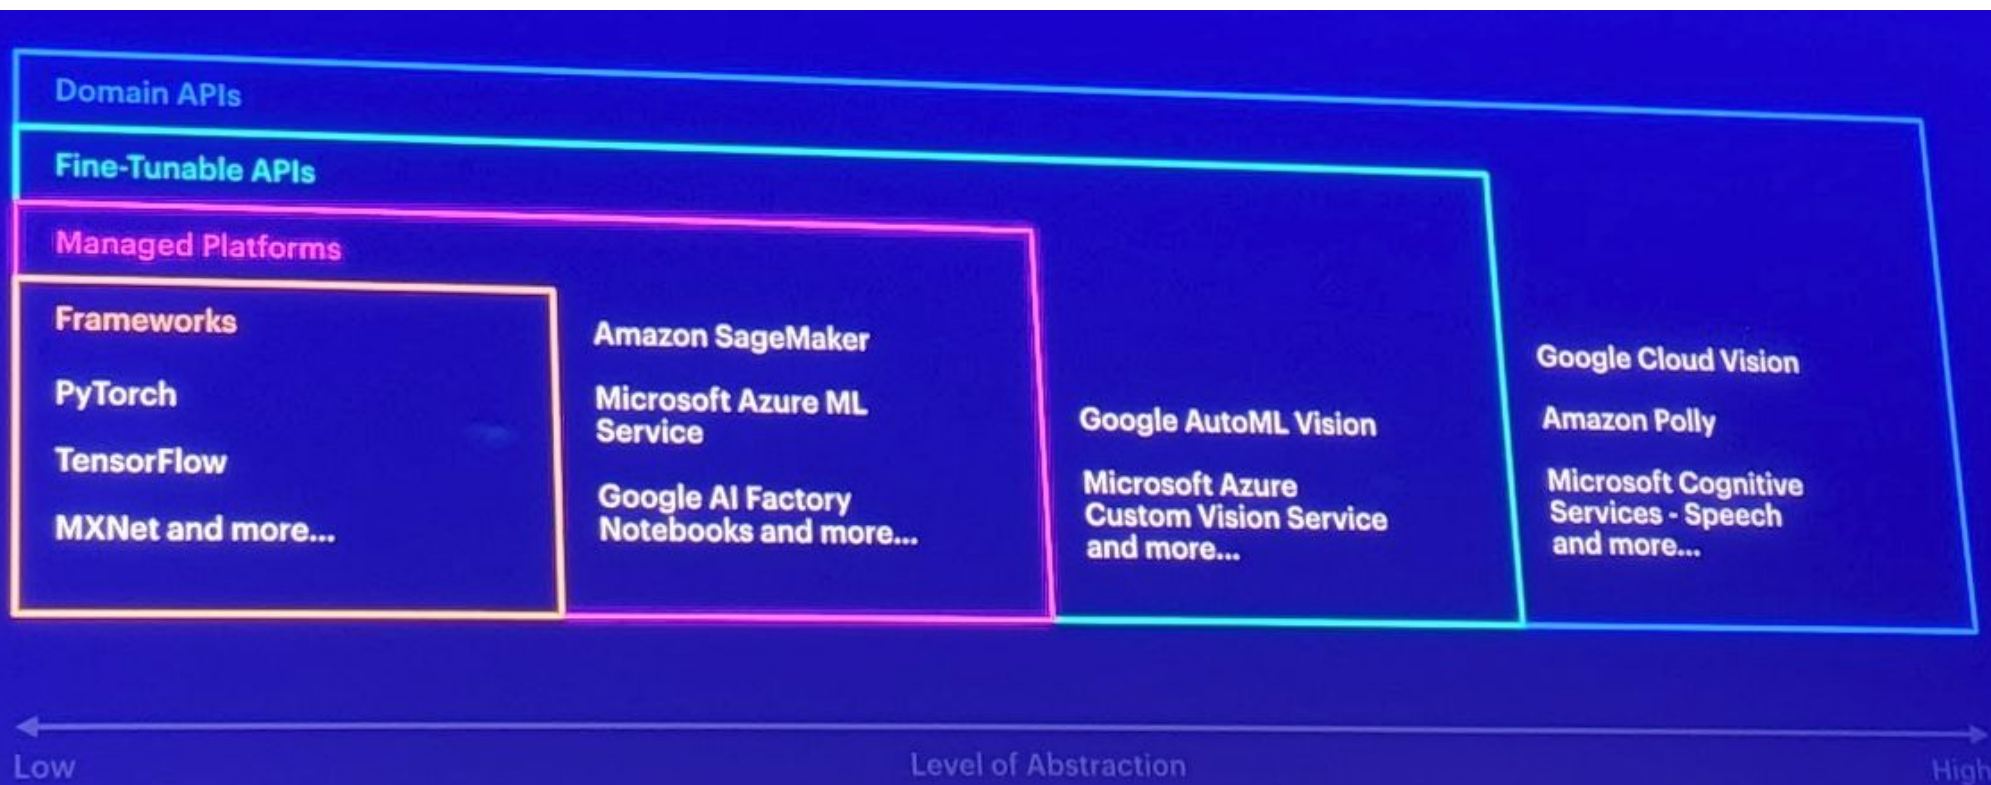 Domain APIs
Fine-Tunable APIs
Managed Platforms
Frameworks
PyTorch
TensorFlow
MXNet and more...
Amazon SageMaker
Microsoft Azure ML
Service
Google AI Factory
Notebooks and more...
Google AutoML Vision
Microsoft Azure
Custom Vision Service
and more...
Google Cloud Vision
Amazon Polly
Microsoft Cognitive
Services - Speech
and more...
Low
Level of Abstraction
High